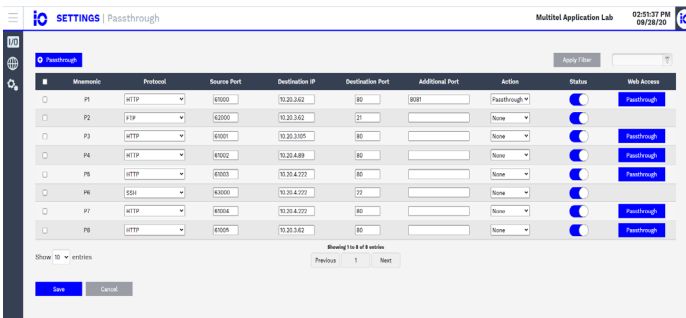 iO SETTINGS | Passthrough Multitel Application Lab 02:51:37 PM
09/28/20
I/O
Passthrough Apply Filter
Mnemonic Protocol Source Port Destination IP Destination Port Additional Port Action Status Web Access
P1 HTTP 61000 10.20.3.62 80 8081 Passthrough Passthrough
P2 FTP 62000 10.20.3.62 21 None
P3 HTTP 61001 10.20.3.105 80 None Passthrough
P4 HTTP 61002 10.20.4.89 80 None Passthrough
P5 HTTP 61003 10.20.4.222 80 None Passthrough
P6 SSH 63000 10.20.4.222 22 None
P7 HTTP 61004 10.20.4.222 80 None Passthrough
P8 HTTP 61005 10.20.3.62 80 None Passthrough
Showing 1 to 8 of 8 entries
Show 10 entries
Previous 1 Next
Save Cancel